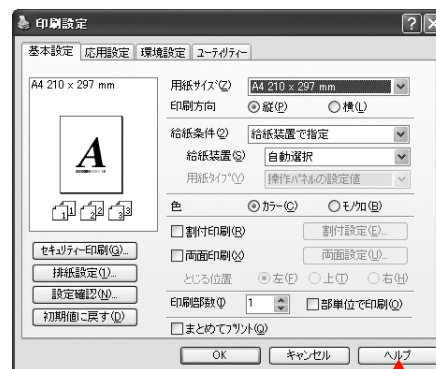 印刷設定
基本設定 応用設定 環境設定 ユーティリティー
A4 210 x 297 mm
A
1 1 2 2 3 3
セキュリティー印刷(G)...
排紙設定(1)...
設定確認(N)...
初期値に戻す(D)
用紙サイズ(Z) A4 210 x 297 mm
印刷方向 縦(P) 横(L)
給紙条件(2) 給紙装置で指定
給紙装置(S) 自動選択
用紙タイプ(Y) 操作パネルの設定値
色 カラー(C) モノクロ(B)
割付印刷(R) 割付設定(E)...
両面印刷(X) 両面設定(U)...
とじる位置 左(F) 上(T) 右(H)
印刷部数(I) 1 部単位で印刷(O)
まとめてプリント(Q)
OK キャンセル ヘルプ